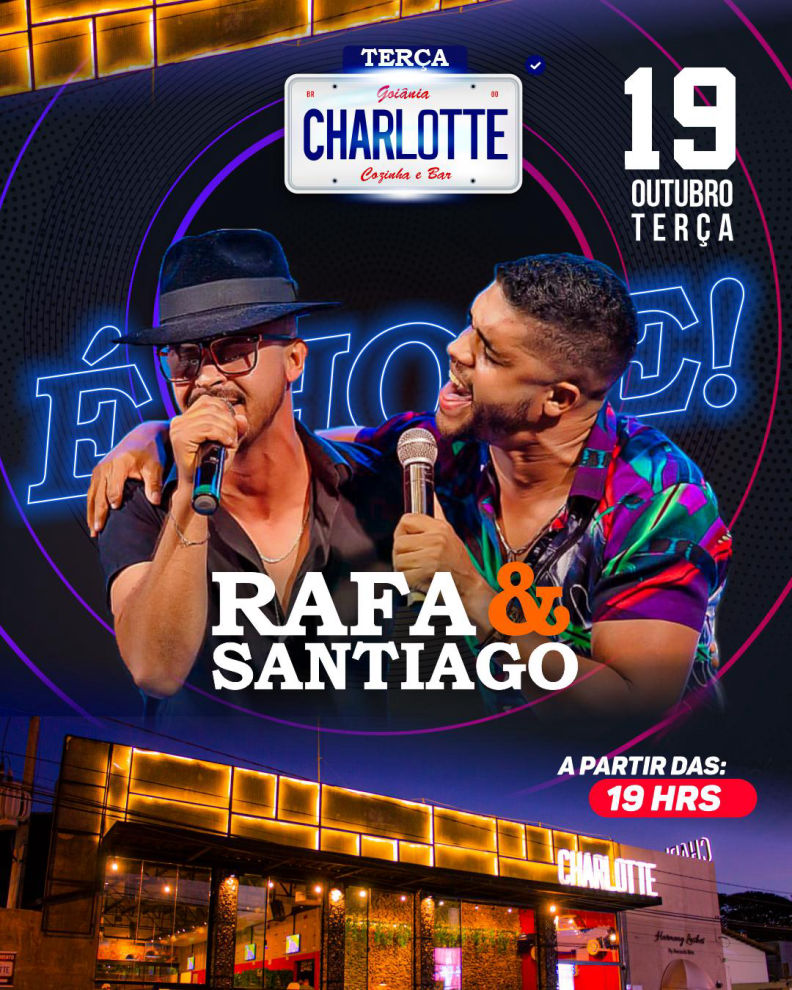 TERÇA
BR Goiânia 00
CHARLOTTE
Cozinha e Bar
19
OUTUBRO
TERÇA
É HOJE!
RAFA &
SANTIAGO
A PARTIR DAS:
19 HRS
CHARLOTTE